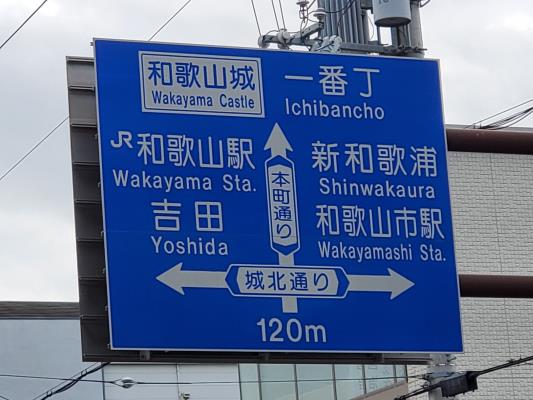 和歌山城
Wakayama Castle
一番丁
Ichibancho
JR和歌山駅
Wakayama Sta.
吉田
Yoshida
本町通り
新和歌浦
Shinwakaura
和歌山市駅
Wakayamashi Sta.
城北通り
120m